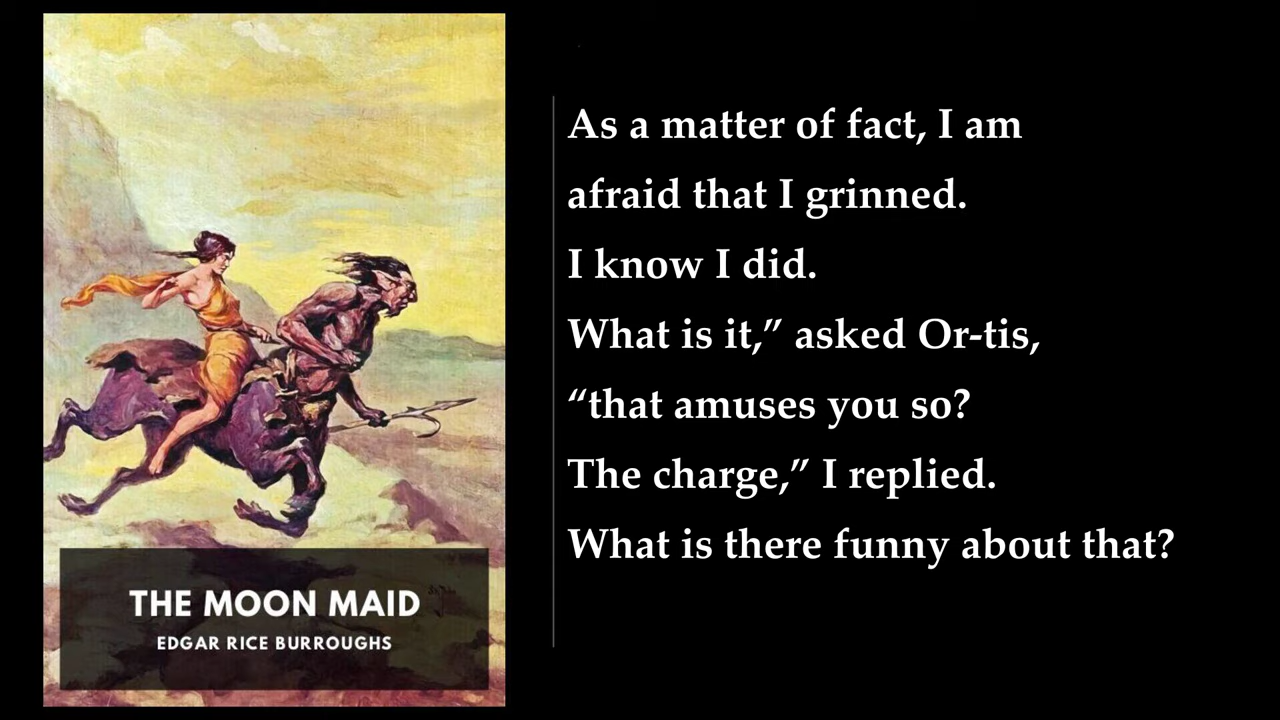 As a matter of fact, I am
afraid that I grinned.
I know I did.
What is it,” asked Or-tis,
“that amuses you so?
The charge,” I replied.
What is there funny about that?
THE MOON MAID
EDGAR RICE BURROUGHS